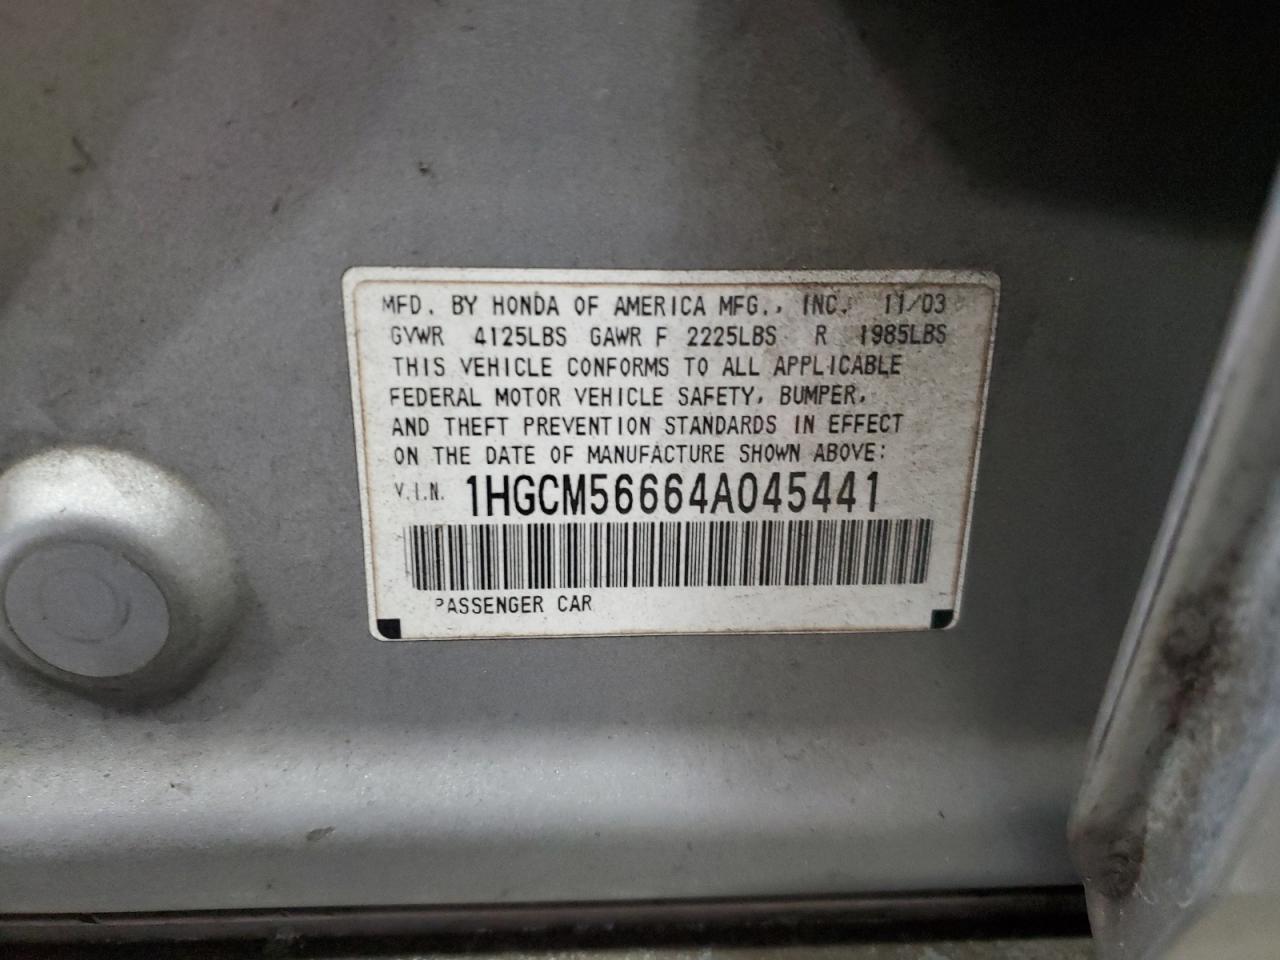 MFD. BY HONDA OF AMERICA MFG., INC. 11/03
GVWR 4125LBS GAWR F 2225LBS R 1985LBS
THIS VEHICLE CONFORMS TO ALL APPLICABLE
FEDERAL MOTOR VEHICLE SAFETY, BUMPER,
AND THEFT PREVENTION STANDARDS IN EFFECT
ON THE DATE OF MANUFACTURE SHOWN ABOVE:
V.I.N. 1HGCM56664A045441
PASSENGER CAR